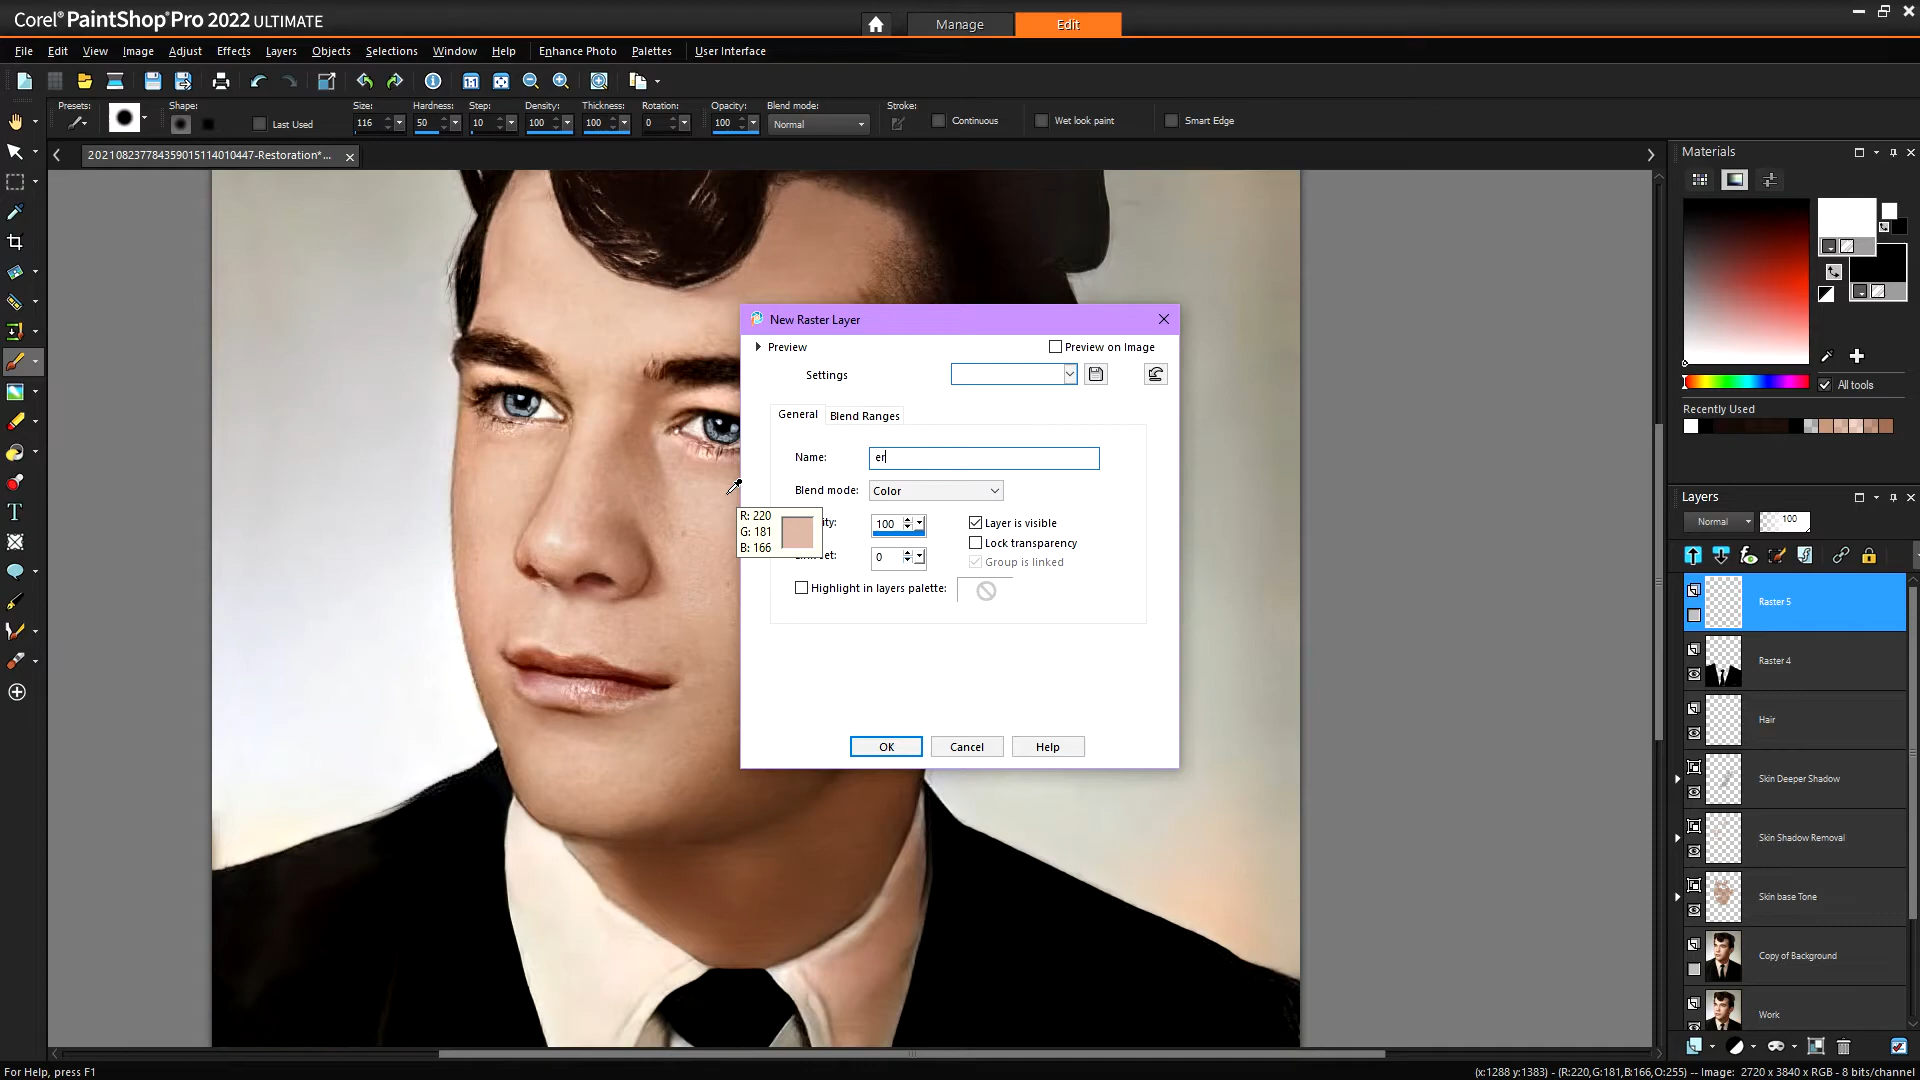 Corel® PaintShop® Pro 2022 ULTIMATE
Manage
Edit
File Edit View Image Adjust Effects Layers Objects Selections Window Help Enhance Photo Palettes User Interface
Presets: Shape: Size: Hardness: Step: Density: Thickness: Rotation: Opacity: Blend mode: Stroke:
Last Used 116 50 10 100 100 0 100 Normal Continuous Wet look paint Smart Edge
202108237784359015114010447-Restoration*...
Materials
All tools
Recently Used
New Raster Layer
Preview
Preview on Image
Settings
General
Blend Ranges
Name: er
Blend mode: Color
R: 220
G: 181
B: 166
100
Layer is visible
Lock transparency
0
Group is linked
Highlight in layers palette:
OK
Cancel
Help
Layers
Normal
100
Raster 5
Raster 4
Hair
Skin Deeper Shadow
Skin Shadow Removal
Skin base Tone
Copy of Background
Work
For Help, press F1
(x:1288 y:1383) - (R:220,G:181,B:166,O:255) -- Image: 2720 x 3840 x RGB - 8 bits/channel